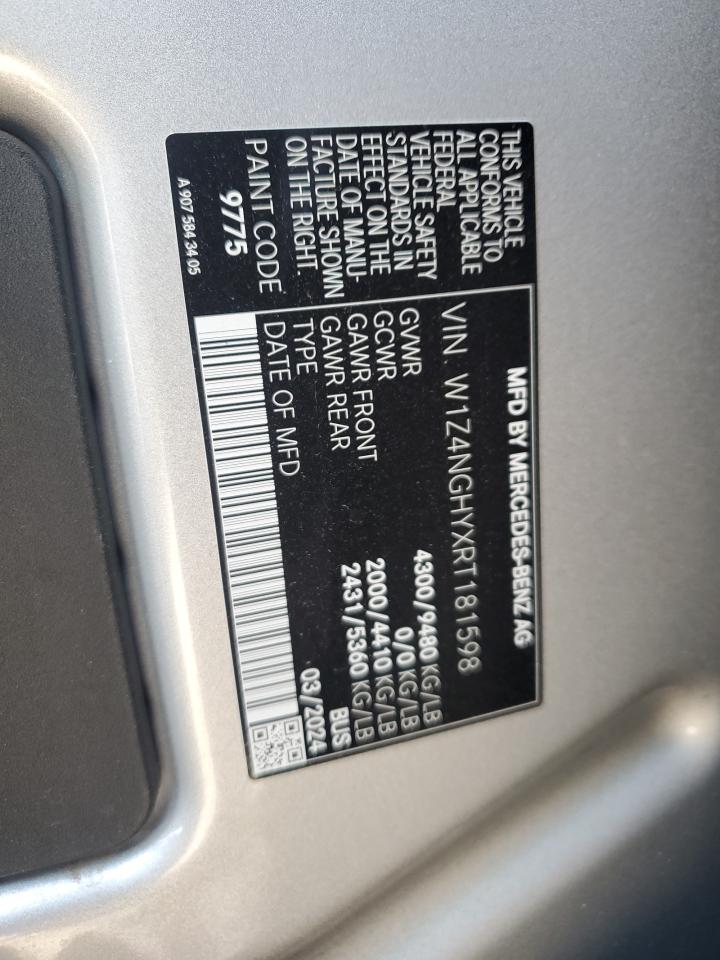 MFD BY MERCEDES-BENZ AG
THIS VEHICLE
CONFORMS TO
ALL APPLICABLE
FEDERAL
VEHICLE SAFETY
STANDARDS IN
EFFECT ON THE
DATE OF MANU-
FACTURE SHOWN
ON THE RIGHT.
PAINT CODE
9775
VIN W1Z4NGHYXRT181598
GVWR 4300/9480 KG/LB
GCWR 0/0 KG/LB
GAWR FRONT 2000/4410 KG/LB
GAWR REAR 2431/5360 KG/LB
TYPE BUS
DATE OF MFD 03/2024
A 907 584 34 05